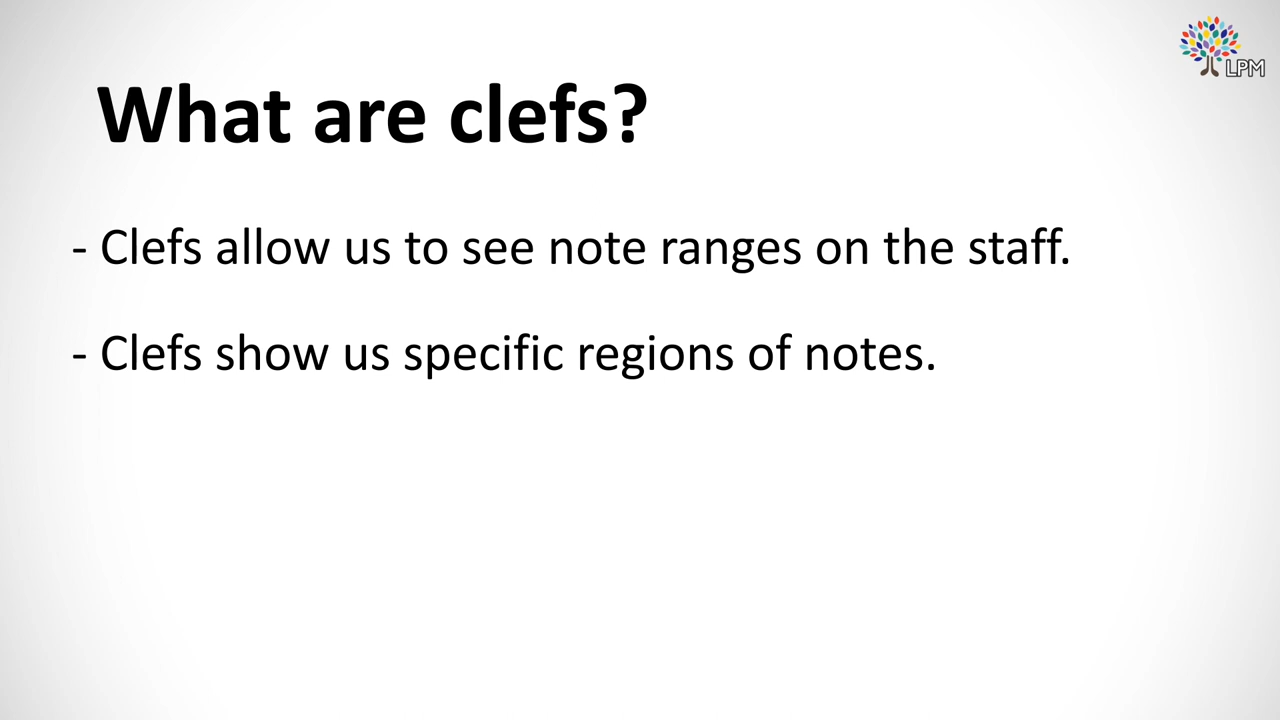 LPM
What are clefs?
- Clefs allow us to see note ranges on the staff.
- Clefs show us specific regions of notes.